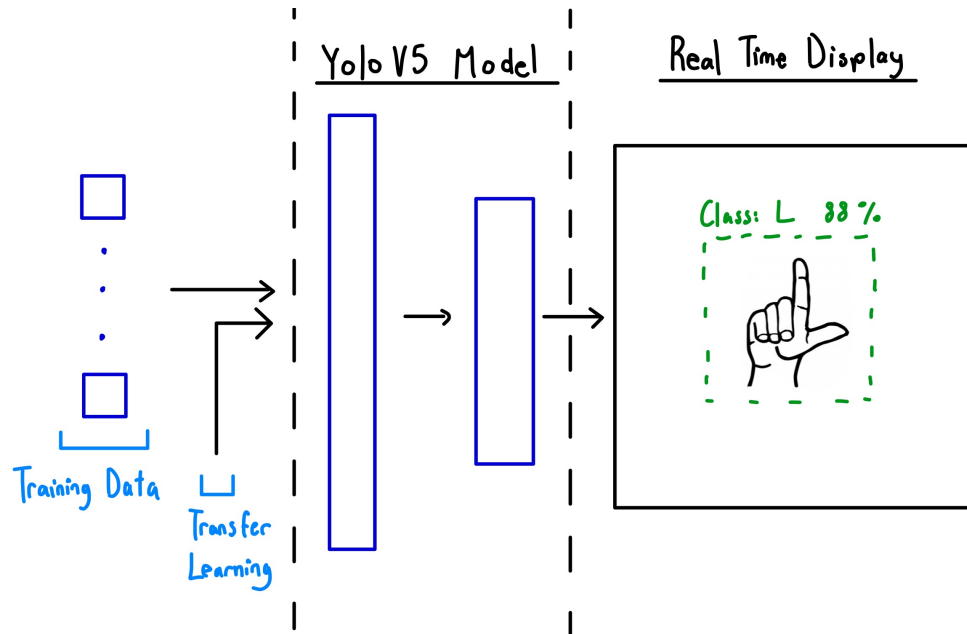 Yolo V5 Model
Real Time Display
Class: L 88%
Training Data
Transfer
Learning